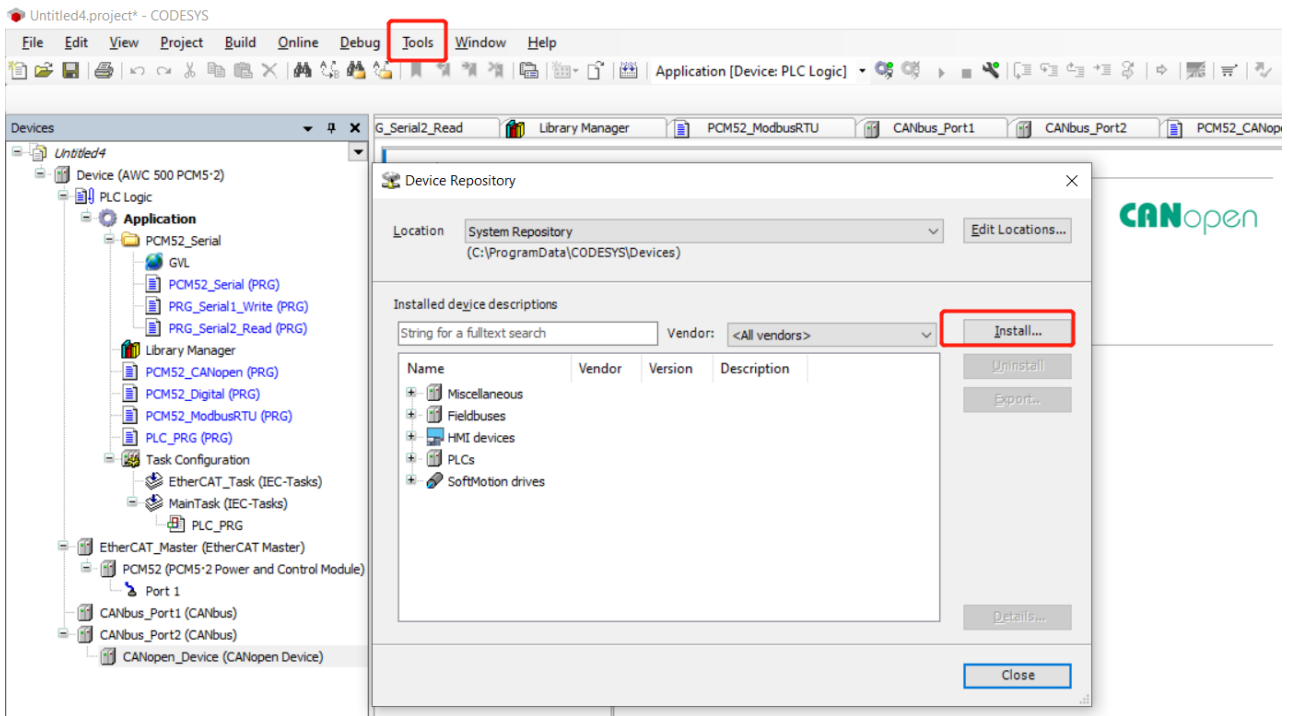 Untitled4.project* - CODESYS
File Edit View Project Build Online Debug Tools Window Help
Application [Device: PLC Logic]
Devices
G_Serial2_Read Library Manager PCM52_ModbusRTU CANbus_Port1 CANbus_Port2 PCM52_CANop
Untitled4
Device (AWC 500 PCM5·2)
PLC Logic
Application
PCM52_Serial
GVL
PCM52_Serial (PRG)
PRG_Serial1_Write (PRG)
PRG_Serial2_Read (PRG)
Library Manager
PCM52_CANopen (PRG)
PCM52_Digital (PRG)
PCM52_ModbusRTU (PRG)
PLC_PRG (PRG)
Task Configuration
EtherCAT_Task (IEC-Tasks)
MainTask (IEC-Tasks)
PLC_PRG
EtherCAT_Master (EtherCAT Master)
PCM52 (PCM5·2 Power and Control Module)
Port 1
CANbus_Port1 (CANbus)
CANbus_Port2 (CANbus)
CANopen_Device (CANopen Device)
Device Repository
Location System Repository Edit Locations...
(C:\ProgramData\CODESYS\Devices)
Installed device descriptions
String for a fulltext search Vendor: <All vendors> Install...
Name Vendor Version Description
Uninstall
Miscellaneous
Export...
Fieldbuses
HMI devices
PLCs
SoftMotion drives
Details...
Close
CANopen